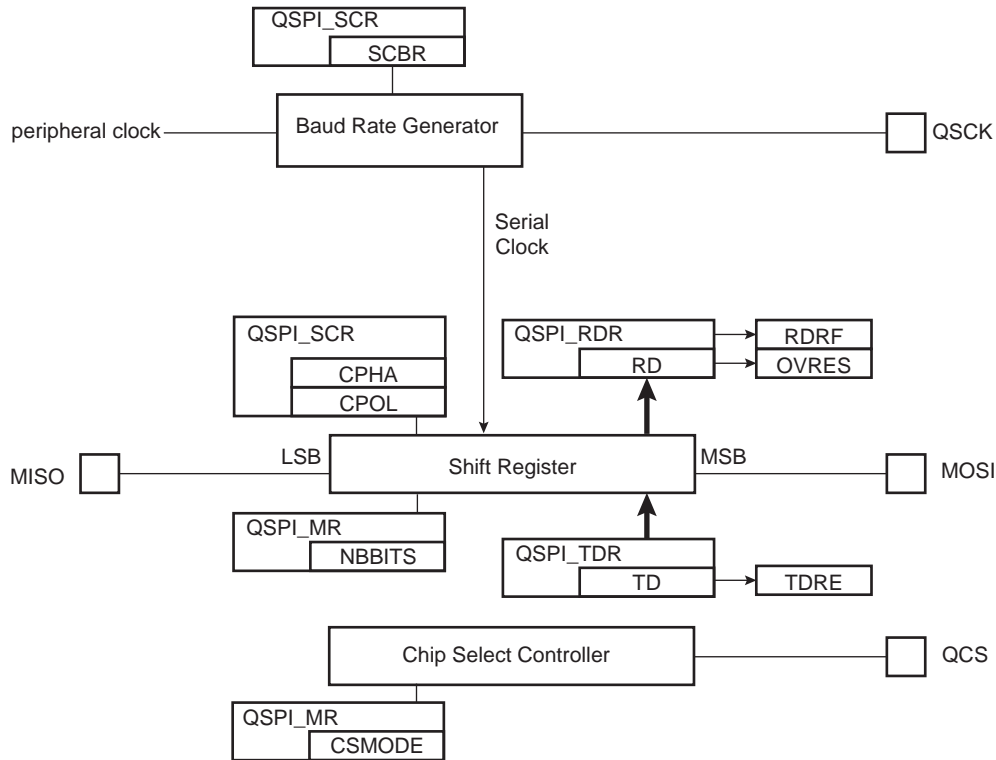 QSPI_SCR
SCBR
peripheral clock
Baud Rate Generator
QSCK
Serial
Clock
QSPI_SCR
CPHA
CPOL
QSPI_RDR
RD
RDRF
OVRES
MISO
LSB
Shift Register
MSB
MOSI
QSPI_MR
NBBITS
QSPI_TDR
TD
TDRE
Chip Select Controller
QCS
QSPI_MR
CSMODE